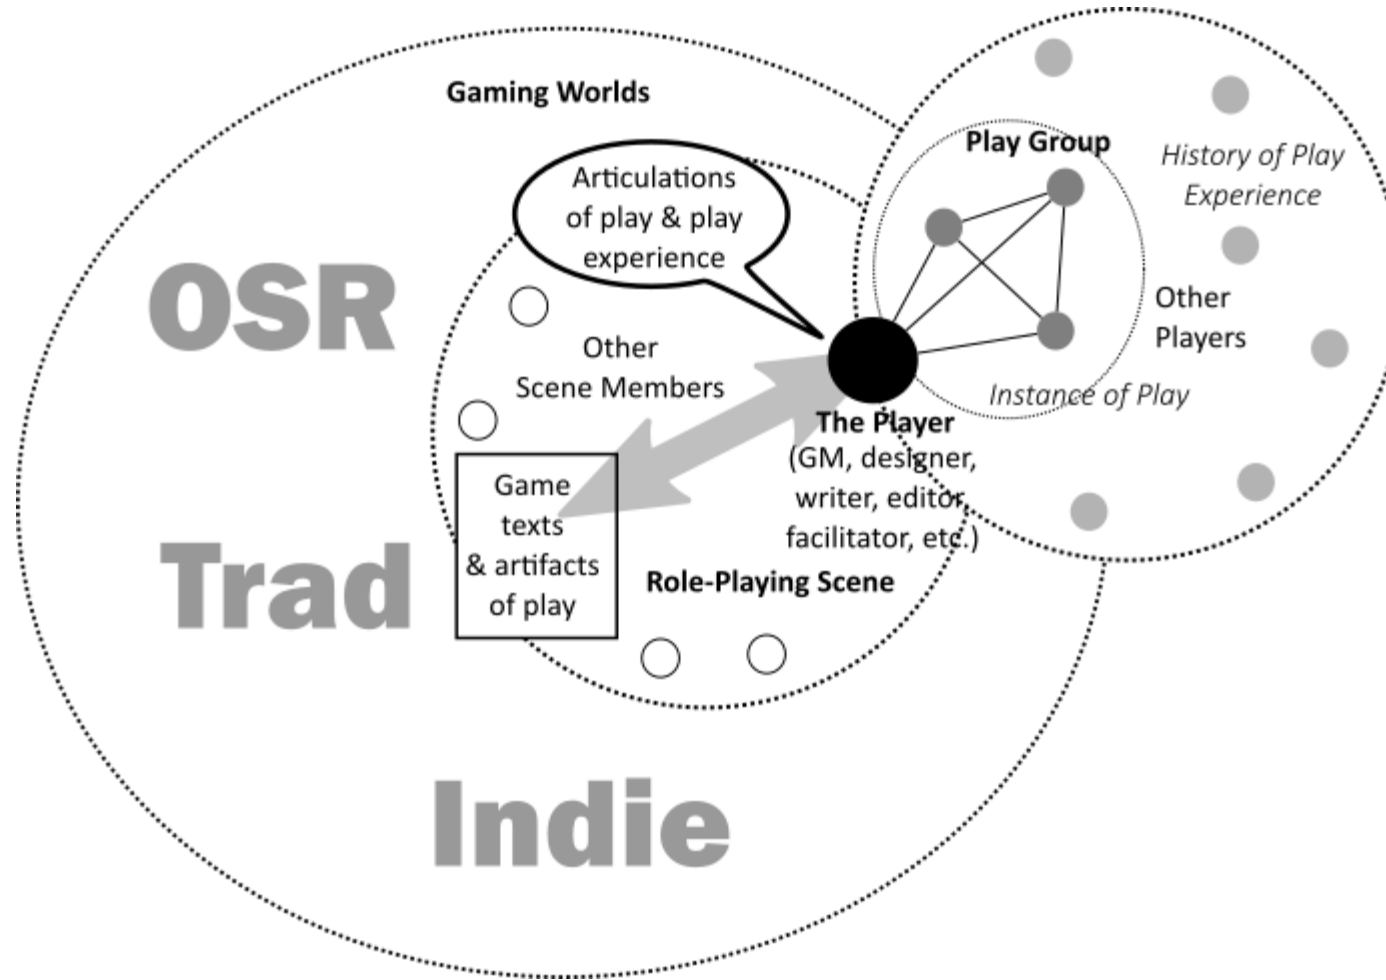 Gaming Worlds
Articulations
of play & play
experience
Play Group
History of Play
Experience
OSR
Other
Scene Members
Other
Players
Instance of Play
The Player
(GM, designer,
writer, editor,
facilitator, etc.)
Game
texts
& artifacts
of play
Trad
Role-Playing Scene
Indie